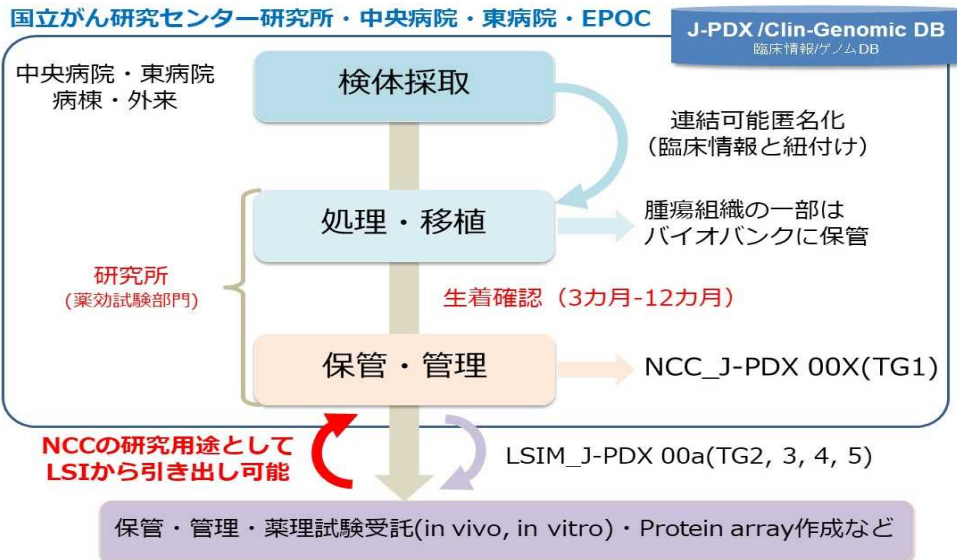 国立がん研究センター研究所・中央病院・東病院・EPOC
J-PDX /Clin-Genomic DB
臨床情報/ゲノムDB
中央病院・東病院
病棟・外来
検体採取
連結可能匿名化
（臨床情報と紐付け）
処理・移植
腫瘍組織の一部は
バイオバンクに保管
研究所
(薬効試験部門)
生着確認（3カ月-12カ月）
保管・管理
NCC_J-PDX 00X(TG1)
NCCの研究用途として
LSIから引き出し可能
LSIM_J-PDX 00a(TG2, 3, 4, 5)
保管・管理・薬理試験受託(in vivo, in vitro)・Protein array作成など